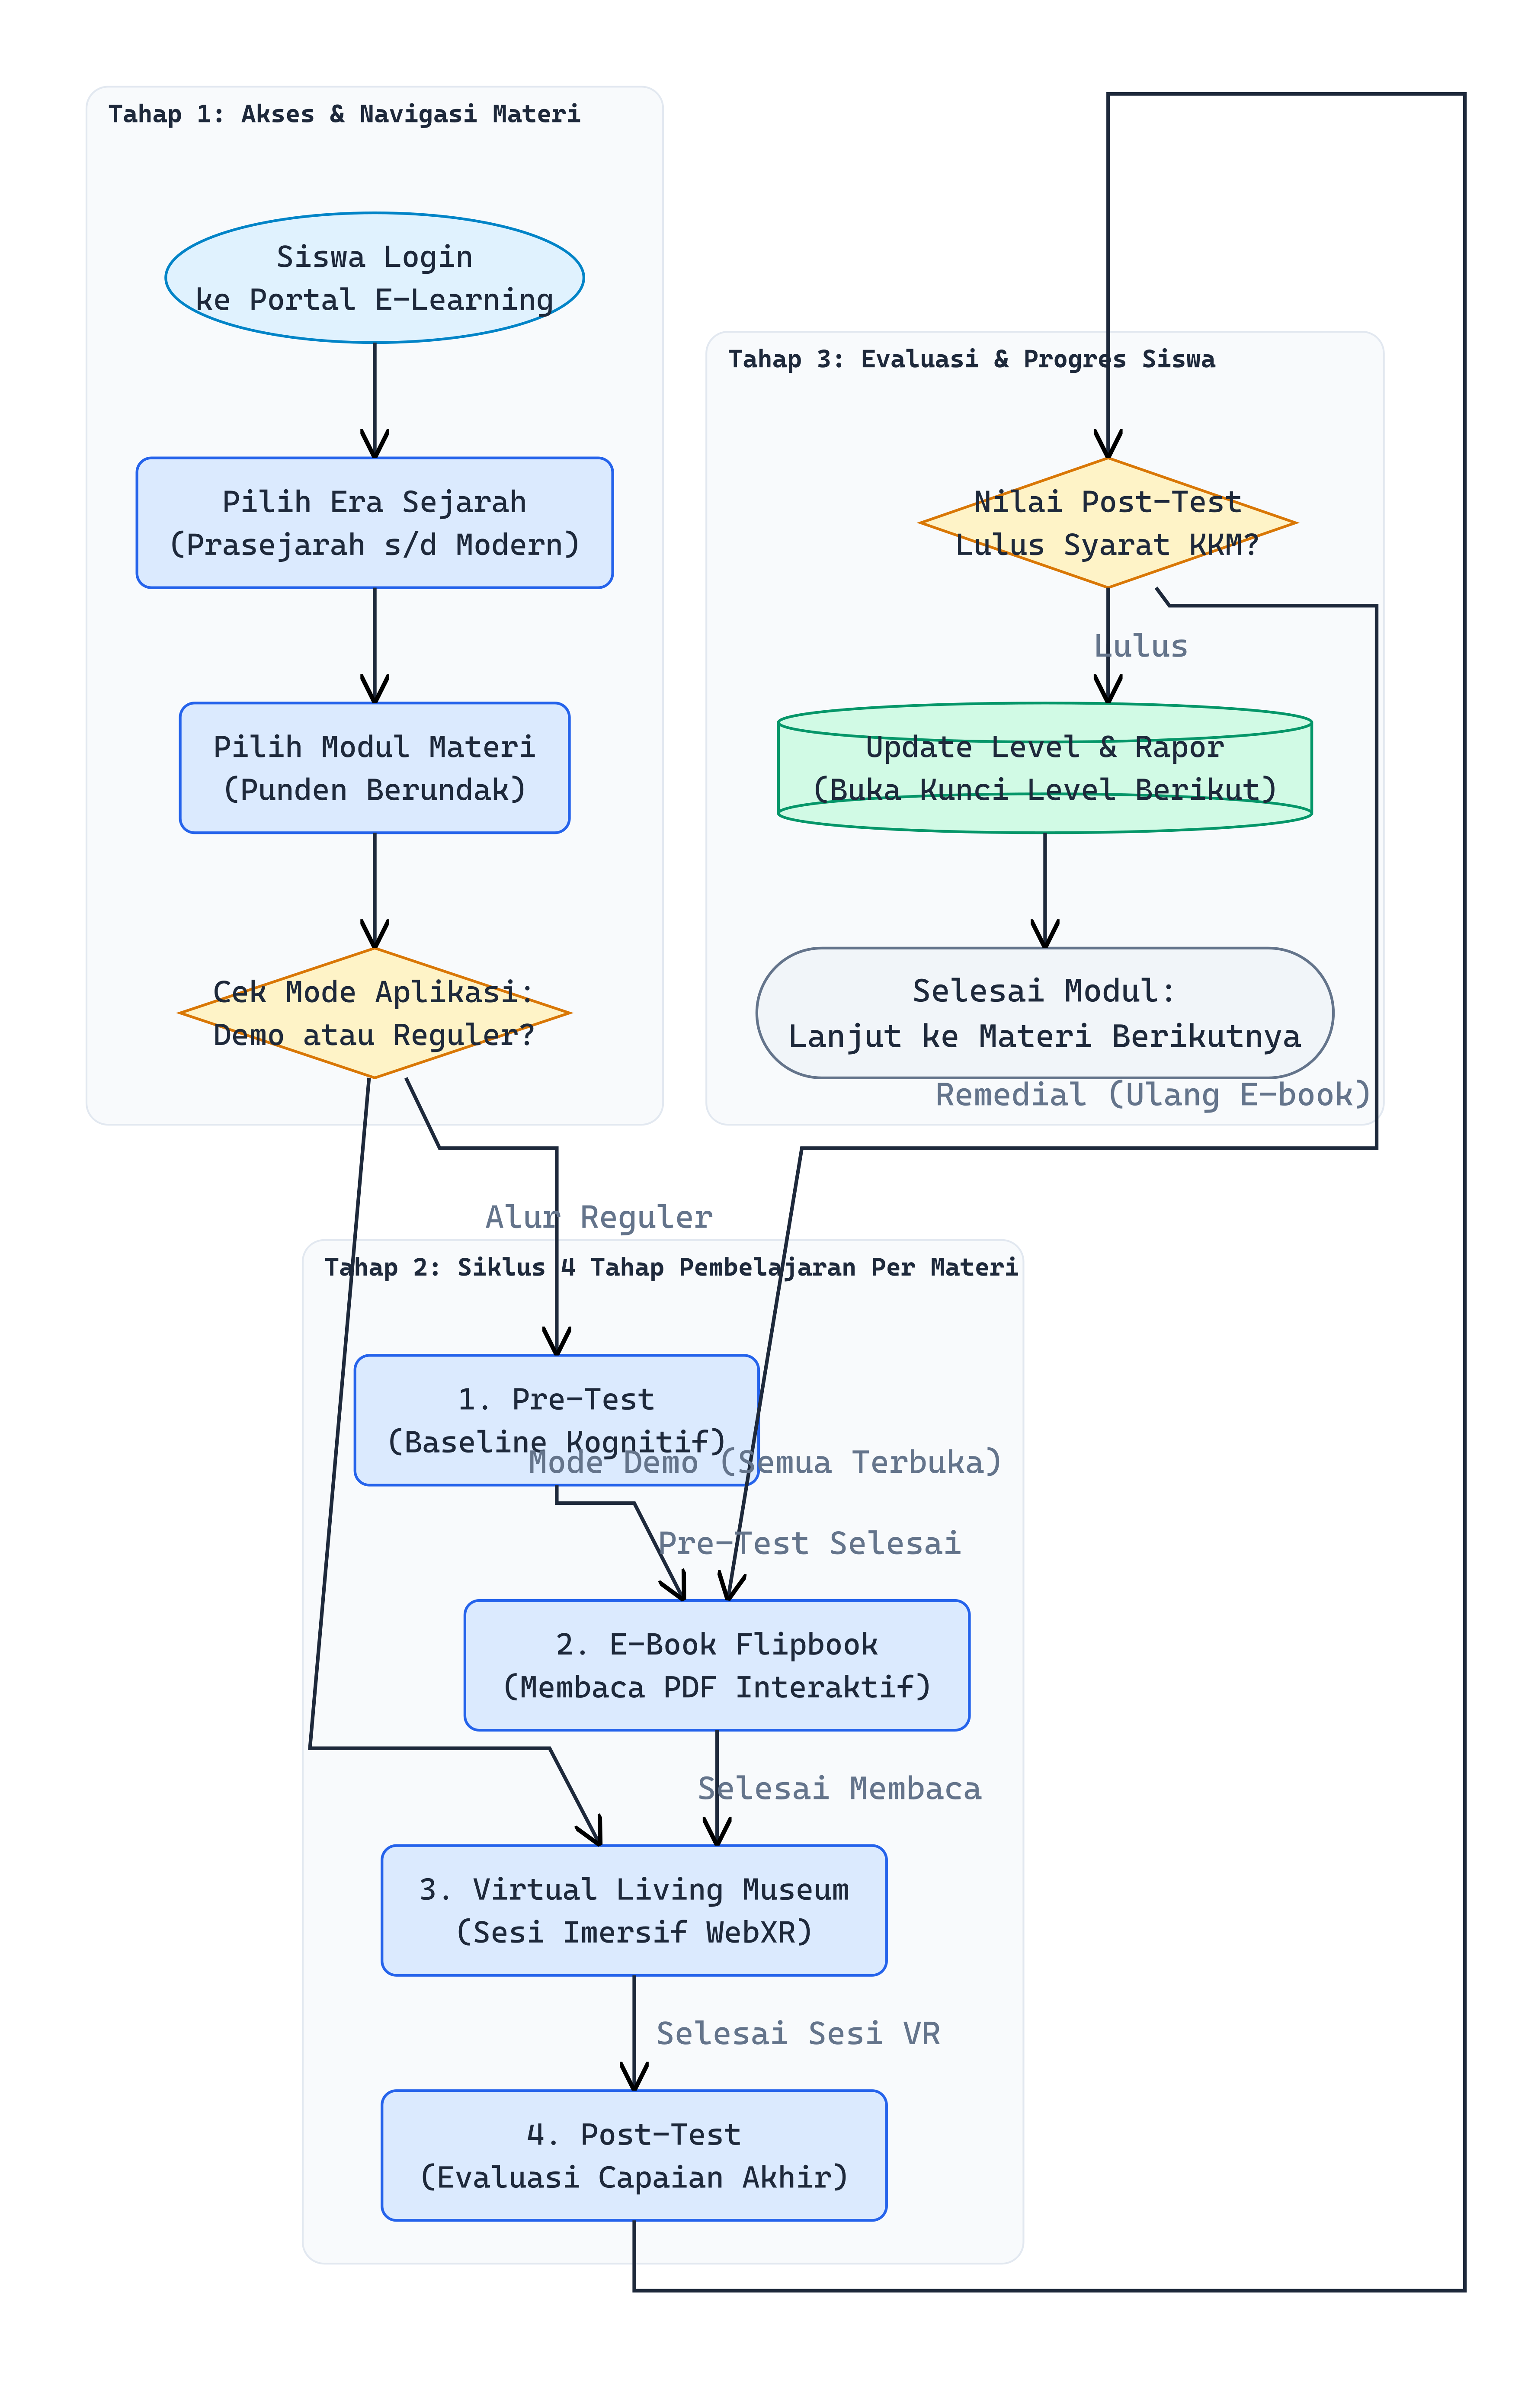 Tahap 1: Akses & Navigasi Materi
Siswa Login
ke Portal E-Learning
Pilih Era Sejarah
(Prasejarah s/d Modern)
Pilih Modul Materi
(Punden Berundak)
Cek Mode Aplikasi:
Demo atau Reguler?
Tahap 3: Evaluasi & Progres Siswa
Nilai Post-Test
Lulus Syarat KKM?
Lulus
Update Level & Rapor
(Buka Kunci Level Berikut)
Selesai Modul:
Lanjut ke Materi Berikutnya
Remedial (Ulang E-book)
Alur Reguler
Tahap 2: Siklus 4 Tahap Pembelajaran Per Materi
1. Pre-Test
(Baseline Kognitif)
Mode Demo (Semua Terbuka)
Pre-Test Selesai
2. E-Book Flipbook
(Membaca PDF Interaktif)
Selesai Membaca
3. Virtual Living Museum
(Sesi Imersif WebXR)
Selesai Sesi VR
4. Post-Test
(Evaluasi Capaian Akhir)